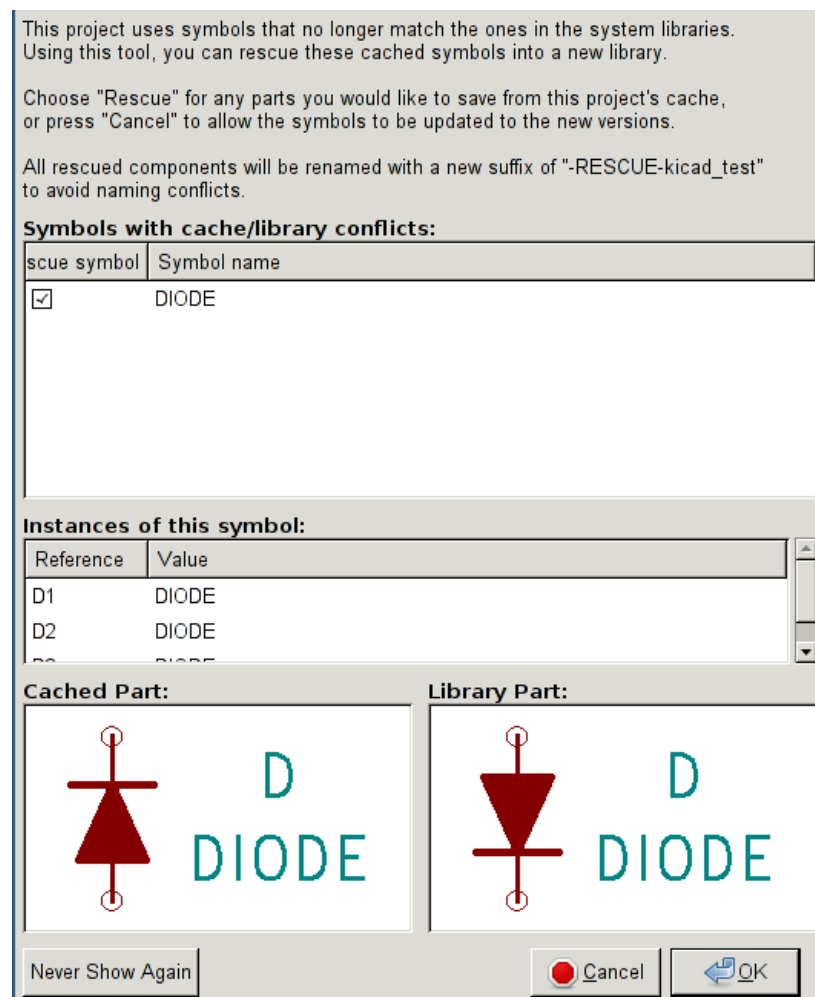 This project uses symbols that no longer match the ones in the system libraries.
Using this tool, you can rescue these cached symbols into a new library.
Choose "Rescue" for any parts you would like to save from this project's cache,
or press "Cancel" to allow the symbols to be updated to the new versions.
All rescued components will be renamed with a new suffix of "-RESCUE-kicad_test"
to avoid naming conflicts.
Symbols with cache/library conflicts:
scue symbol Symbol name
DIODE
Instances of this symbol:
Reference Value
D1 DIODE
D2 DIODE
Cached Part: Library Part:
D D
DIODE DIODE
Never Show Again Cancel OK